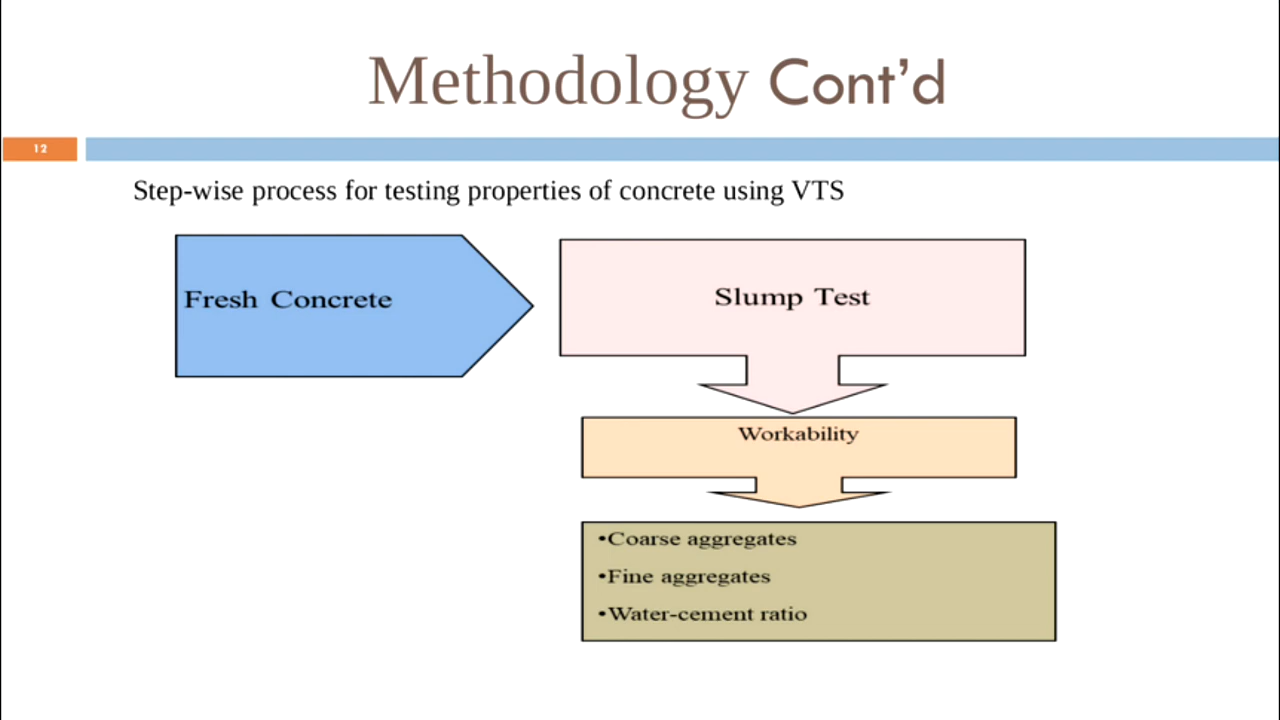 Methodology Cont’d
12
Step-wise process for testing properties of concrete using VTS
Fresh Concrete
Slump Test
Workability
•Coarse aggregates
•Fine aggregates
•Water-cement ratio